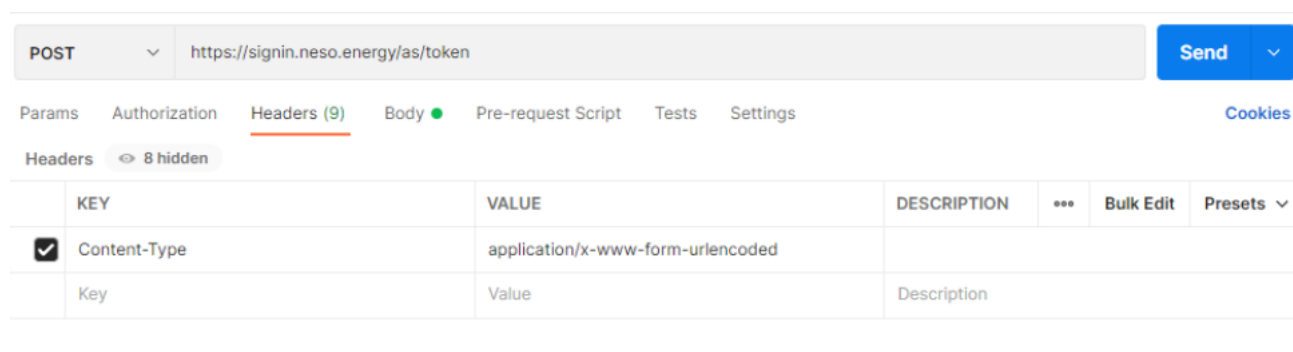 POST https://signin.neso.energy/as/token Send
Params Authorization Headers (9) Body Pre-request Script Tests Settings Cookies
Headers 8 hidden
KEY VALUE DESCRIPTION ooo Bulk Edit Presets
Content-Type application/x-www-form-urlencoded
Key Value Description